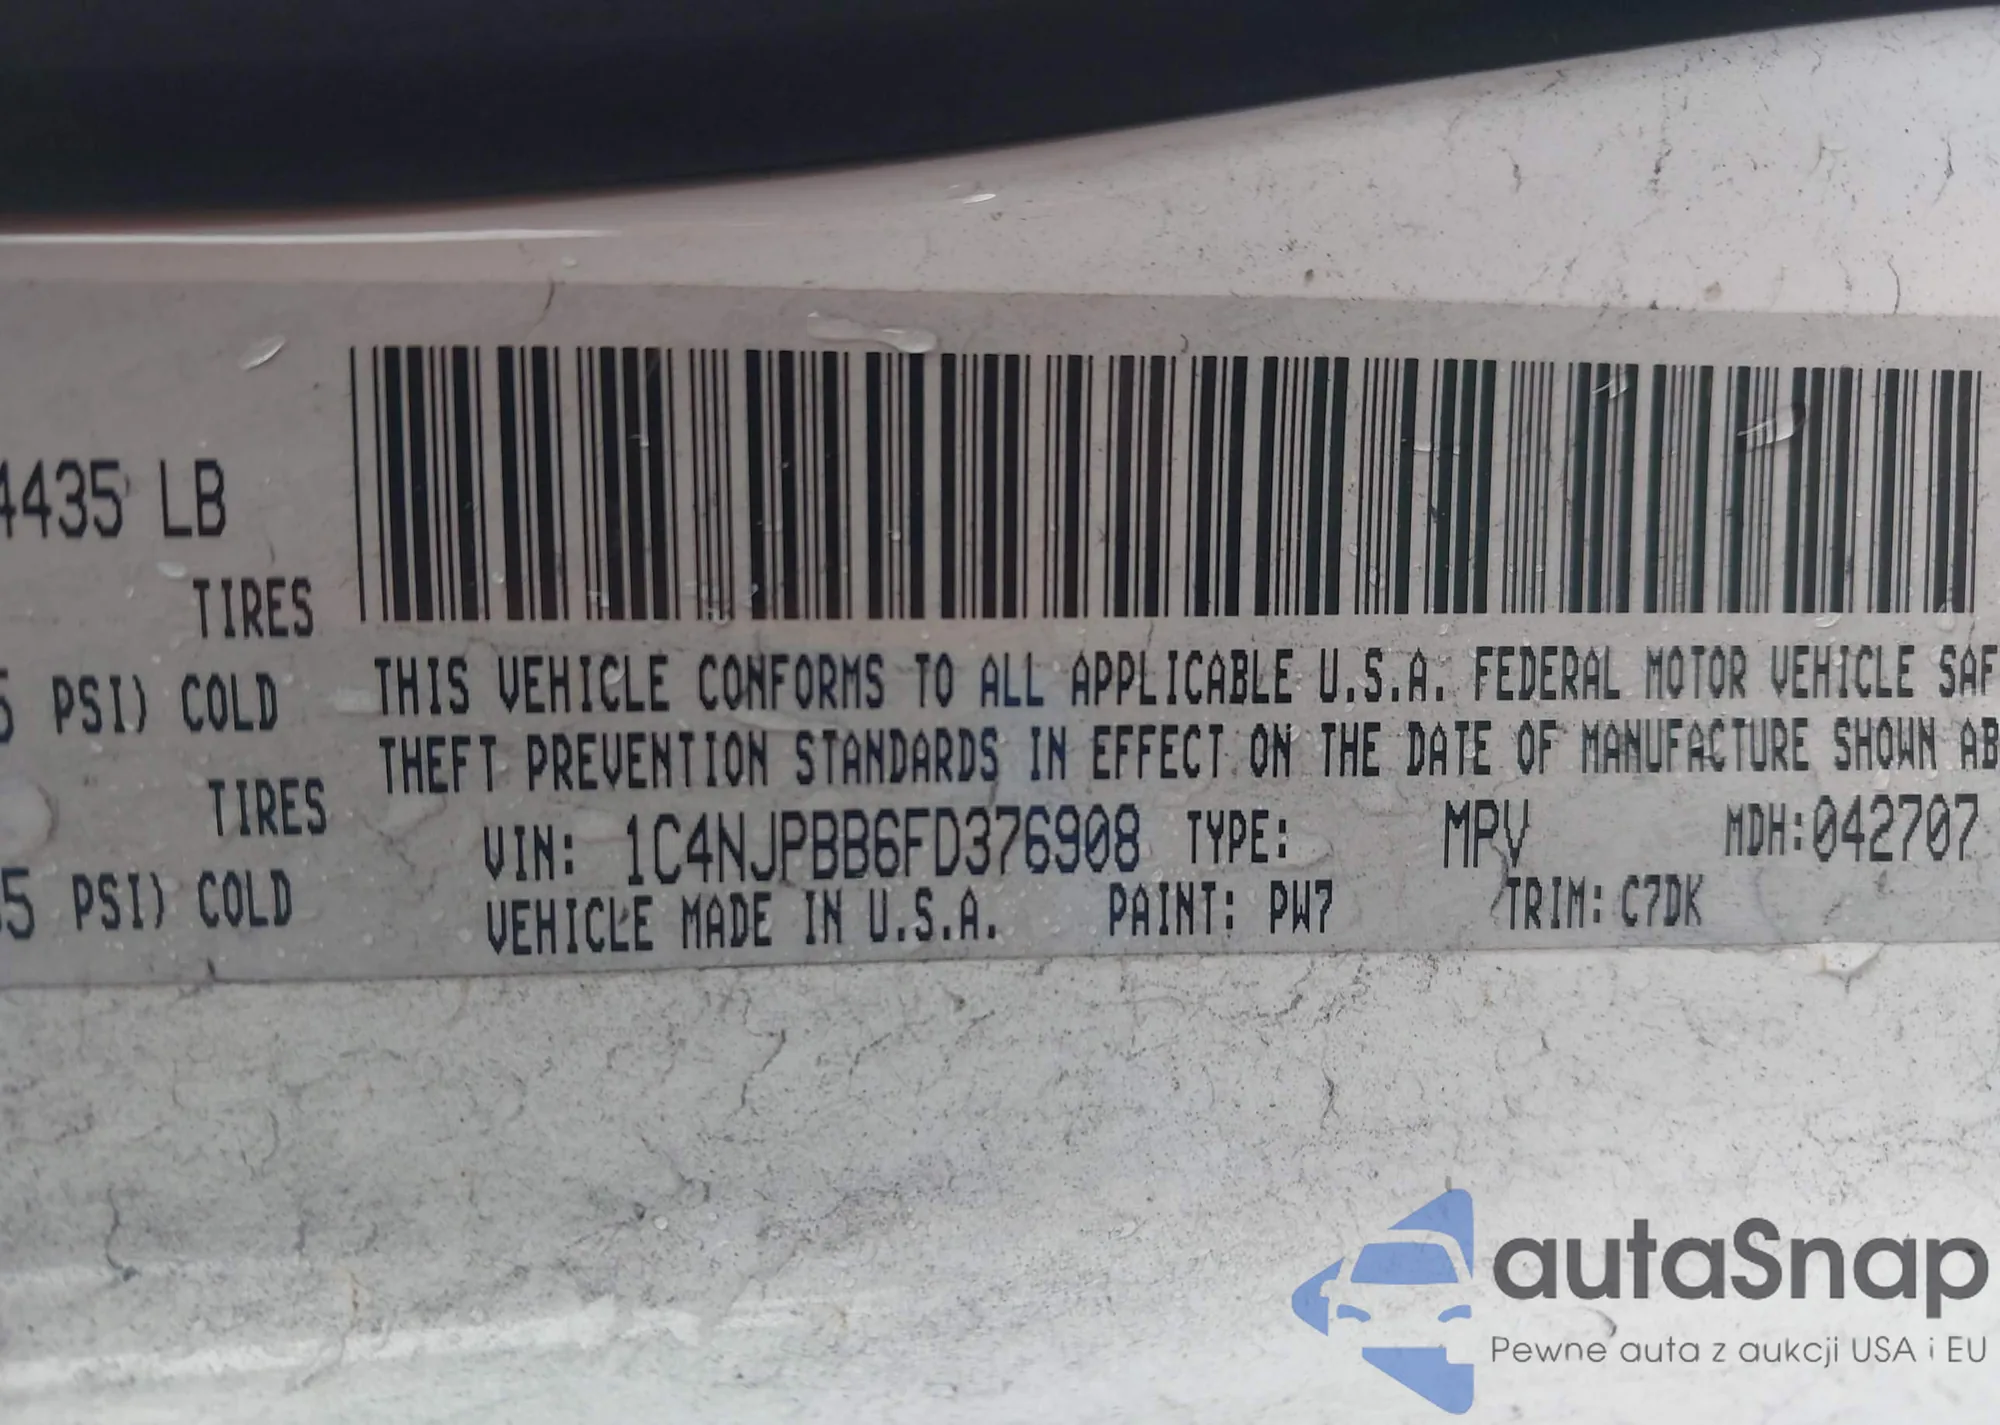 4435 LB
TIRES
5 PSI) COLD
TIRES
35 PSI) COLD
THIS VEHICLE CONFORMS TO ALL APPLICABLE U.S.A. FEDERAL MOTOR VEHICLE SAF
THEFT PREVENTION STANDARDS IN EFFECT ON THE DATE OF MANUFACTURE SHOWN AB
VIN: 1C4NJPBB6FD376908 TYPE: MPV MDH:042707
VEHICLE MADE IN U.S.A. PAINT: PW7 TRIM: C7DK
autaSnap
Pewne auta z aukcji USA i EU